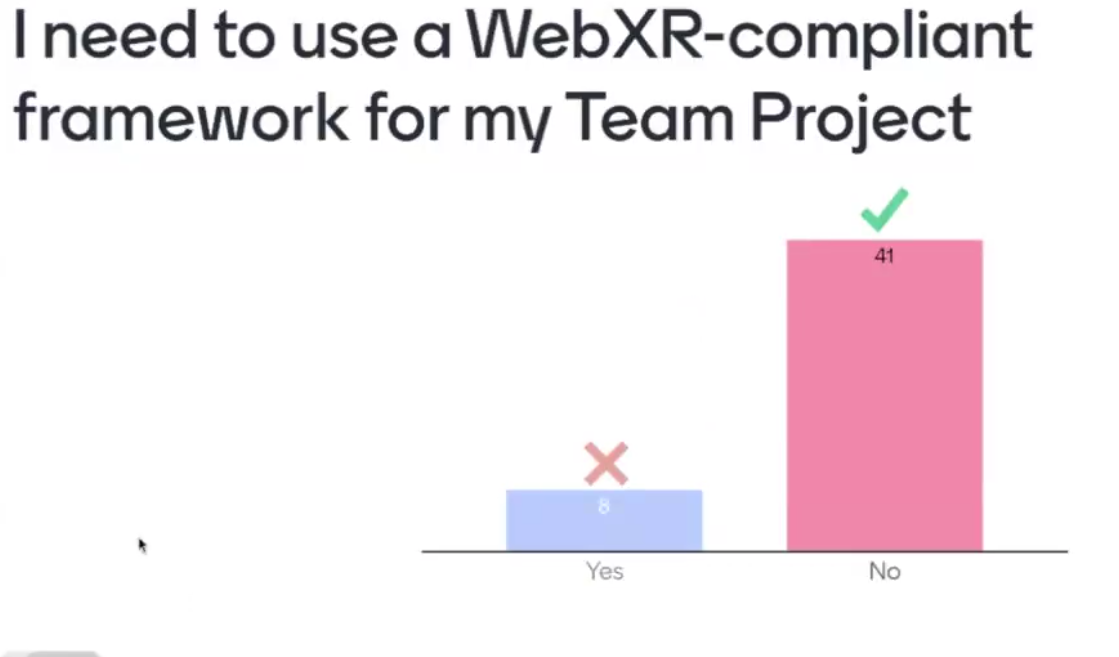 I need to use a WebXR-compliant
framework for my Team Project
41
8
Yes
No